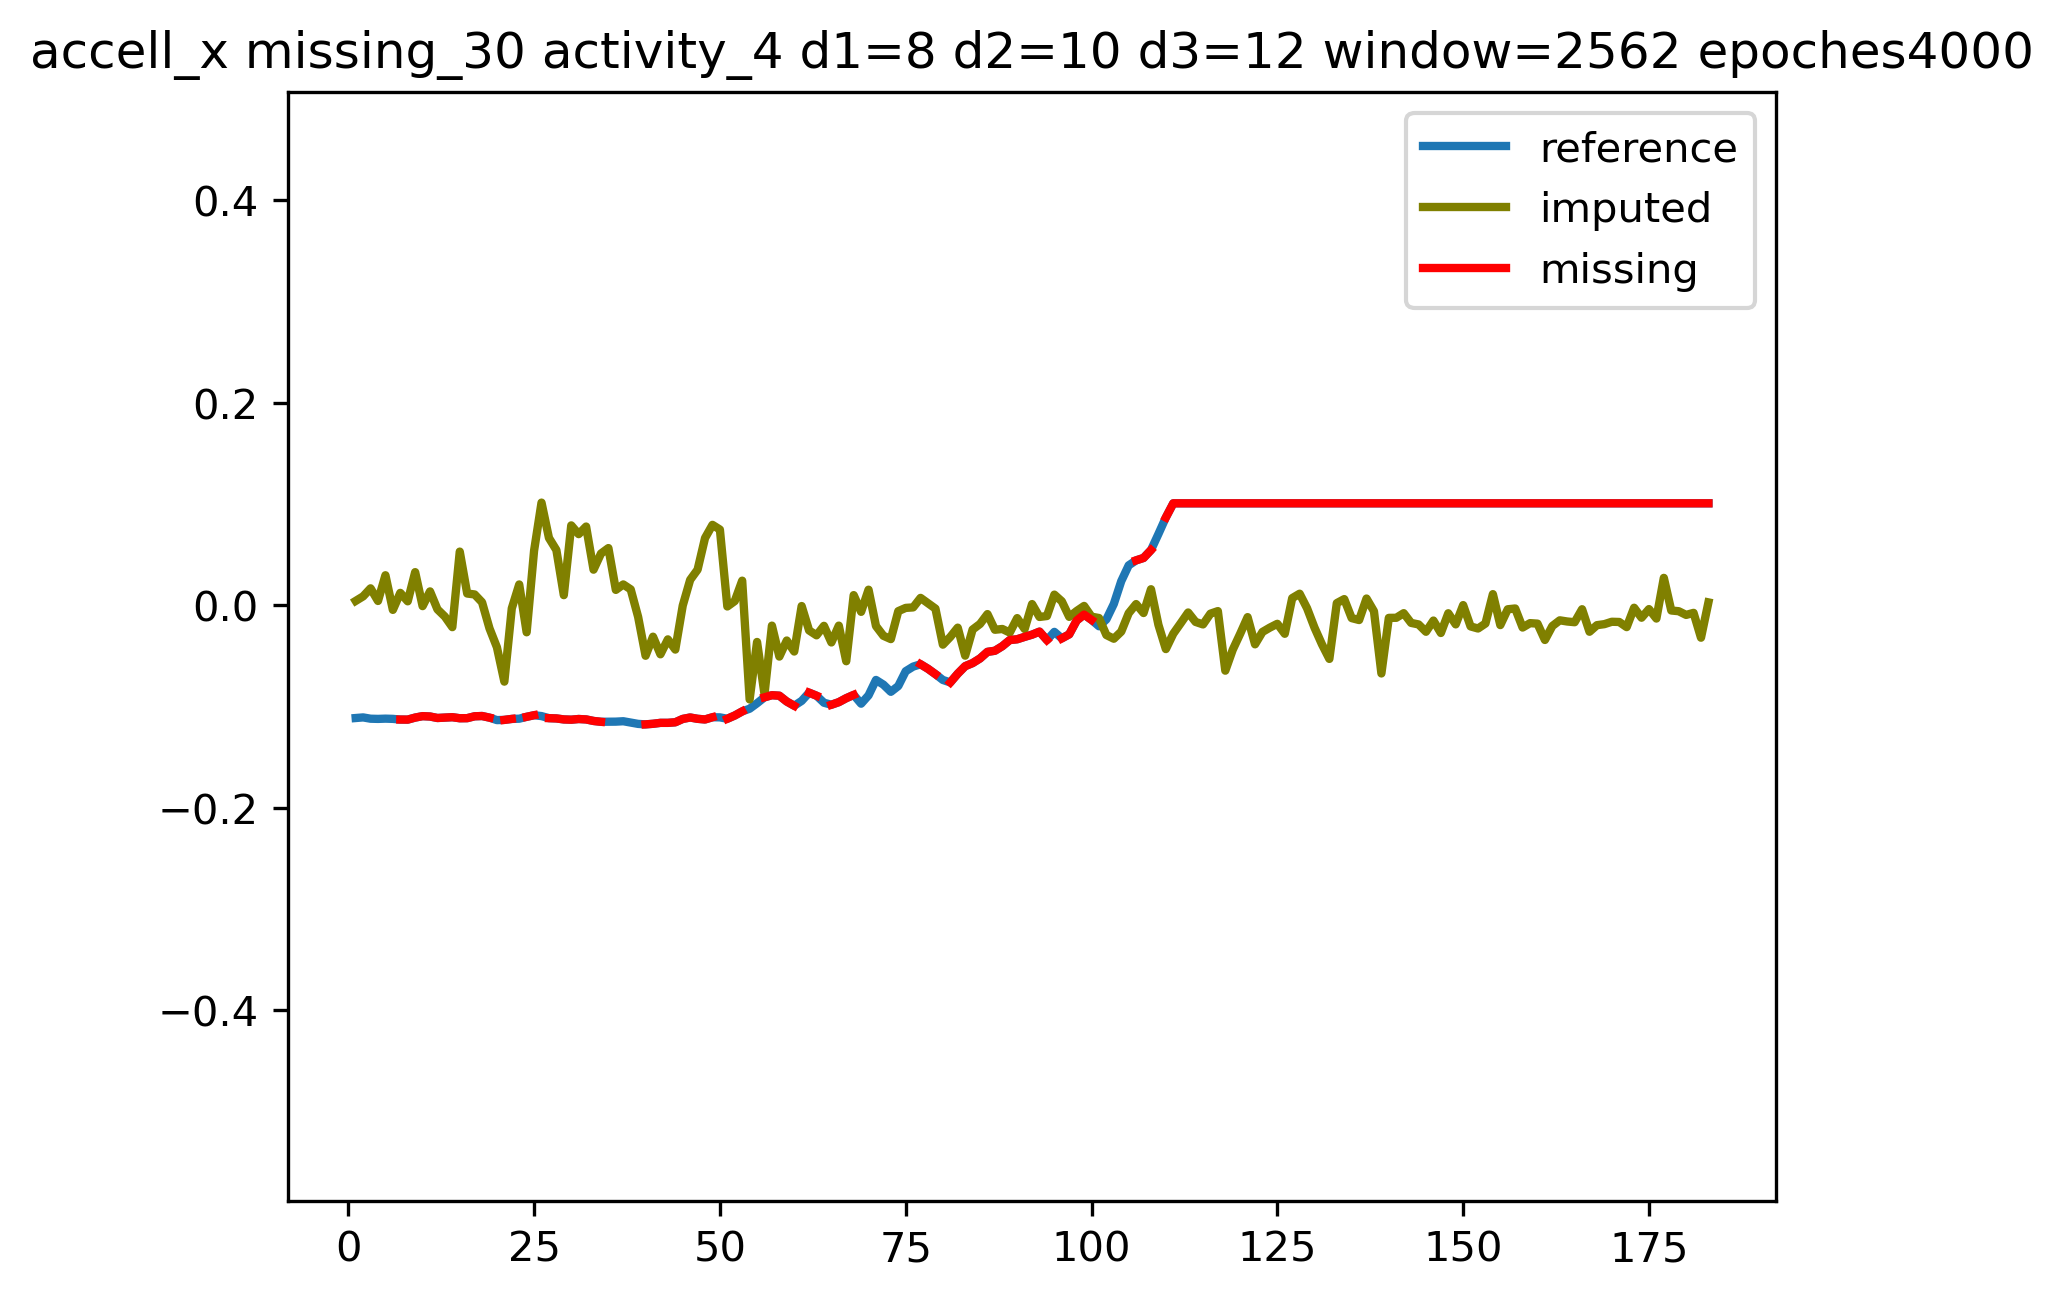 accell_x missing_30 activity_4 d1=8 d2=10 d3=12 window=2562 epoches4000
reference
imputed
missing
0.4
0.2
0.0
−0.2
−0.4
0 25 50 75 100 125 150 175